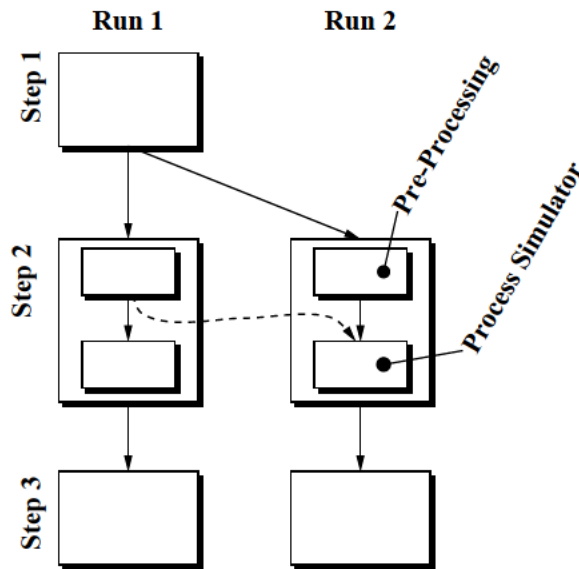 Run 1
Run 2
Step 1
Pre-Processing
Step 2
Process Simulator
Step 3